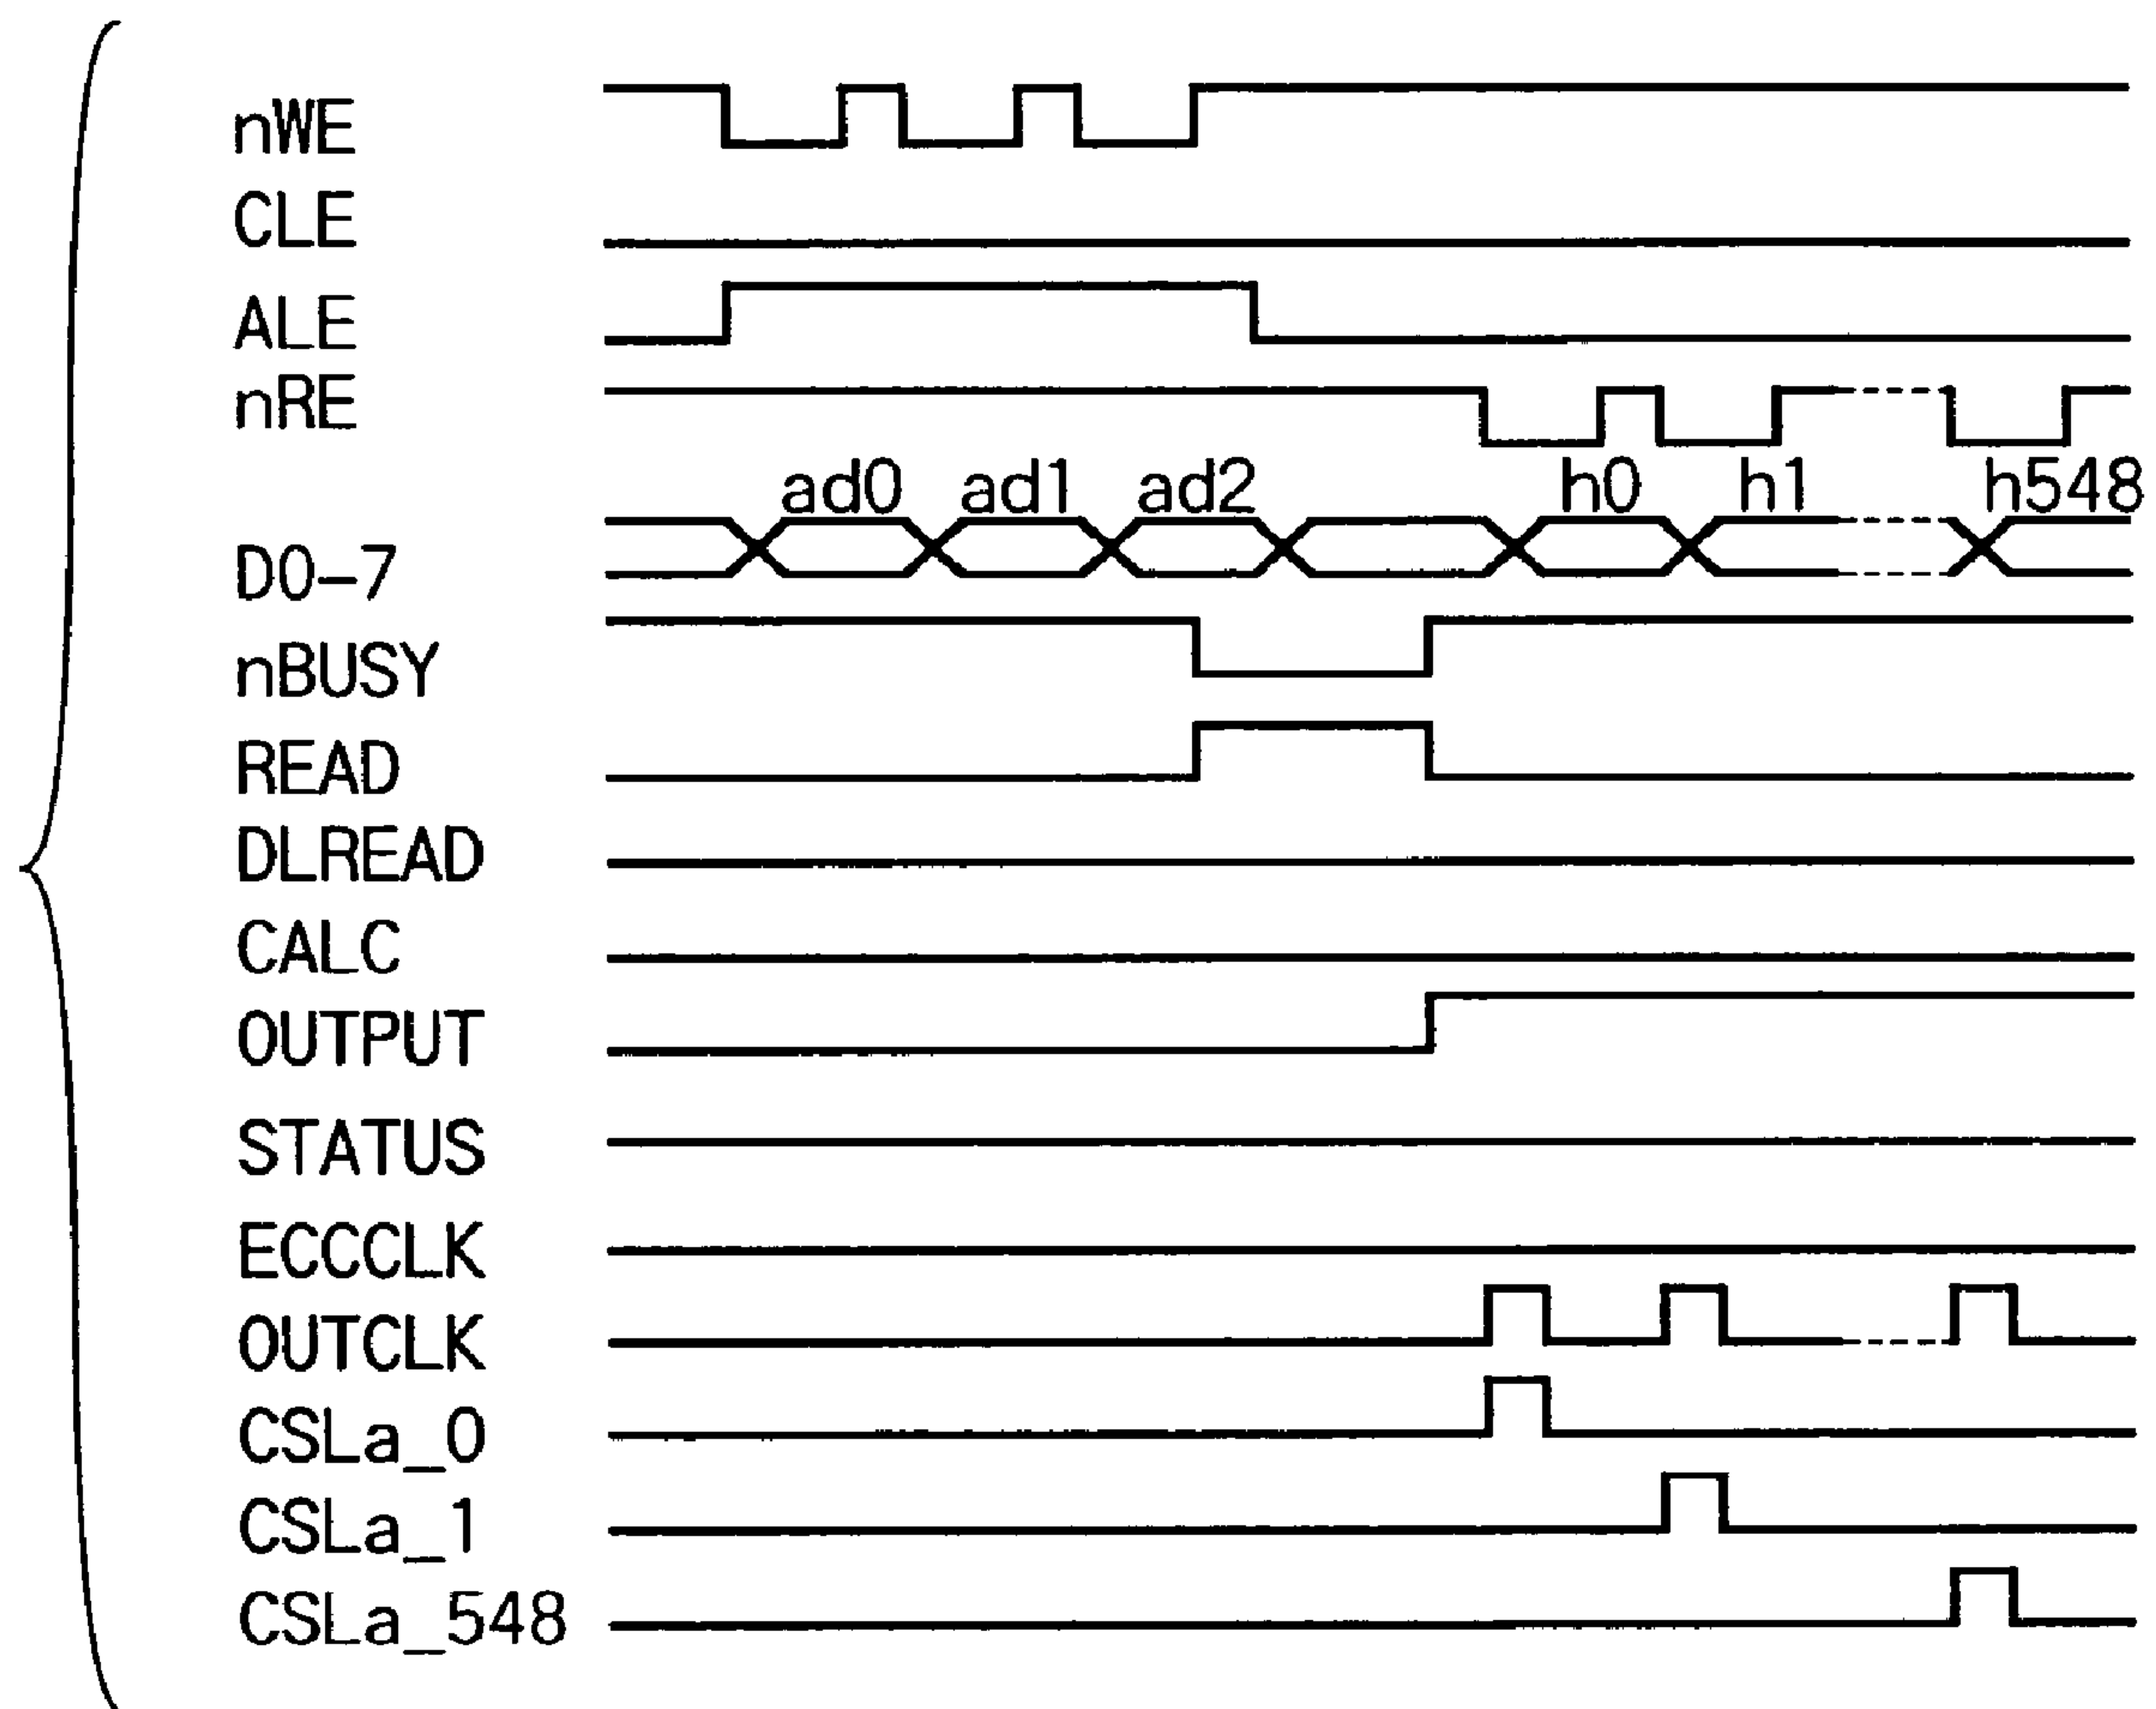 nWE
CLE
ALE
nRE
ad0 ad1 ad2 h0 h1 h548
D0-7
nBUSY
READ
DLREAD
CALC
OUTPUT
STATUS
ECCCLK
OUTCLK
CSLa_0
CSLa_1
CSLa_548